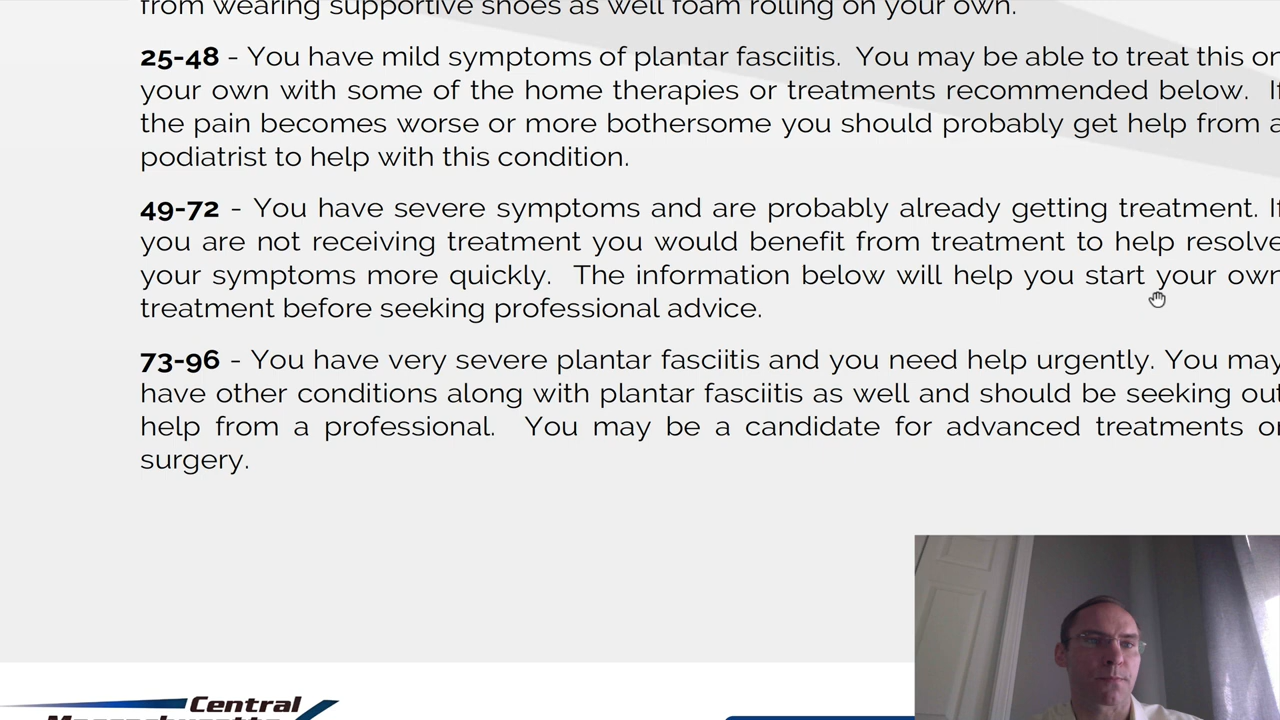 from wearing supportive shoes as well foam rolling on your own.
25-48 - You have mild symptoms of plantar fasciitis. You may be able to treat this or
your own with some of the home therapies or treatments recommended below. If
the pain becomes worse or more bothersome you should probably get help from a
podiatrist to help with this condition.
49-72 - You have severe symptoms and are probably already getting treatment. If
you are not receiving treatment you would benefit from treatment to help resolve
your symptoms more quickly. The information below will help you start your own
treatment before seeking professional advice.
73-96 - You have very severe plantar fasciitis and you need help urgently. You may
have other conditions along with plantar fasciitis as well and should be seeking out
help from a professional. You may be a candidate for advanced treatments or
surgery.
Central